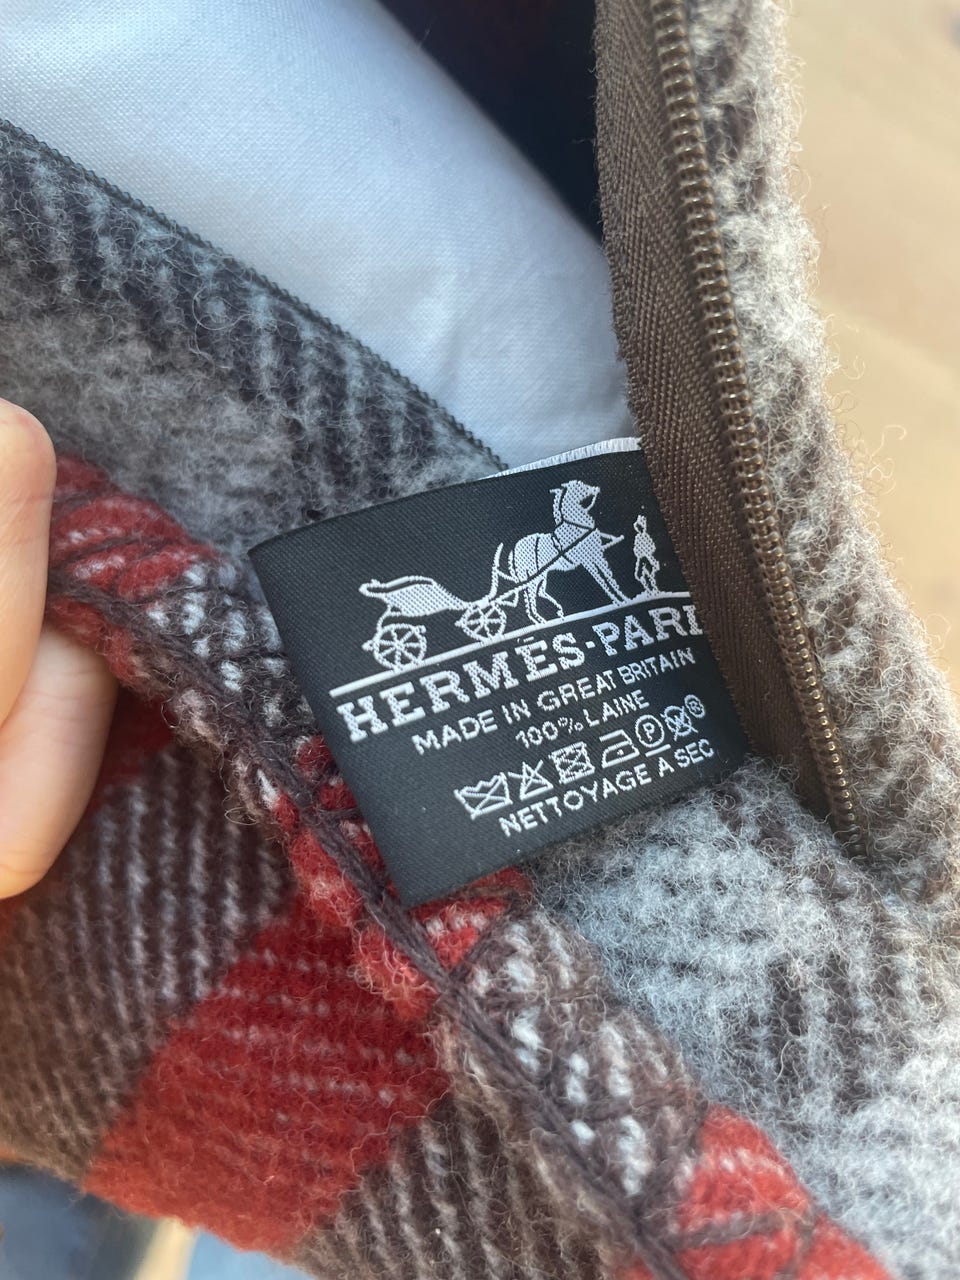 HERMÈS-PARI
MADE IN GREAT BRITAIN
100% LAINE
P ®
NETTOYAGE A SEC